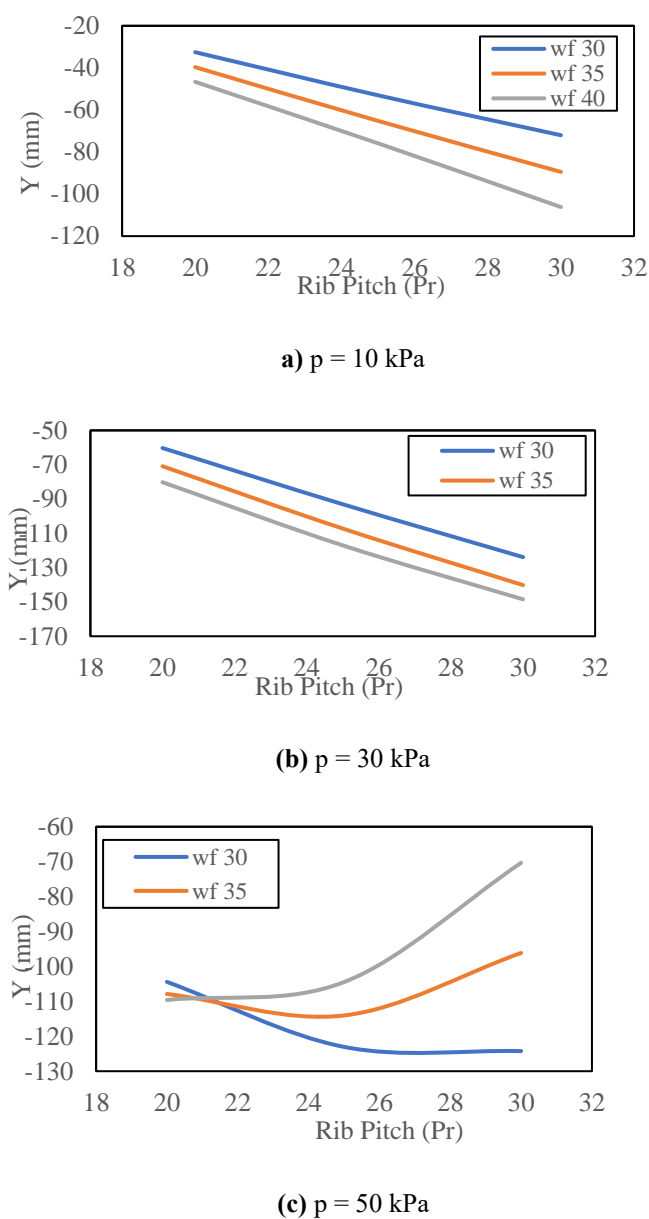 -20
-40
-60
-80
-100
-120
Y (mm)
wf 30
wf 35
wf 40
18 20 22 24 26 28 30 32
Rib Pitch (Pr)
a) p = 10 kPa
-50
-70
-90
-110
-130
-150
-170
Y (mm)
wf 30
wf 35
18 20 22 24 26 28 30 32
Rib Pitch (Pr)
(b) p = 30 kPa
-60
-70
-80
-90
-100
-110
-120
-130
Y (mm)
wf 30
wf 35
18 20 22 24 26 28 30 32
Rib Pitch (Pr)
(c) p = 50 kPa